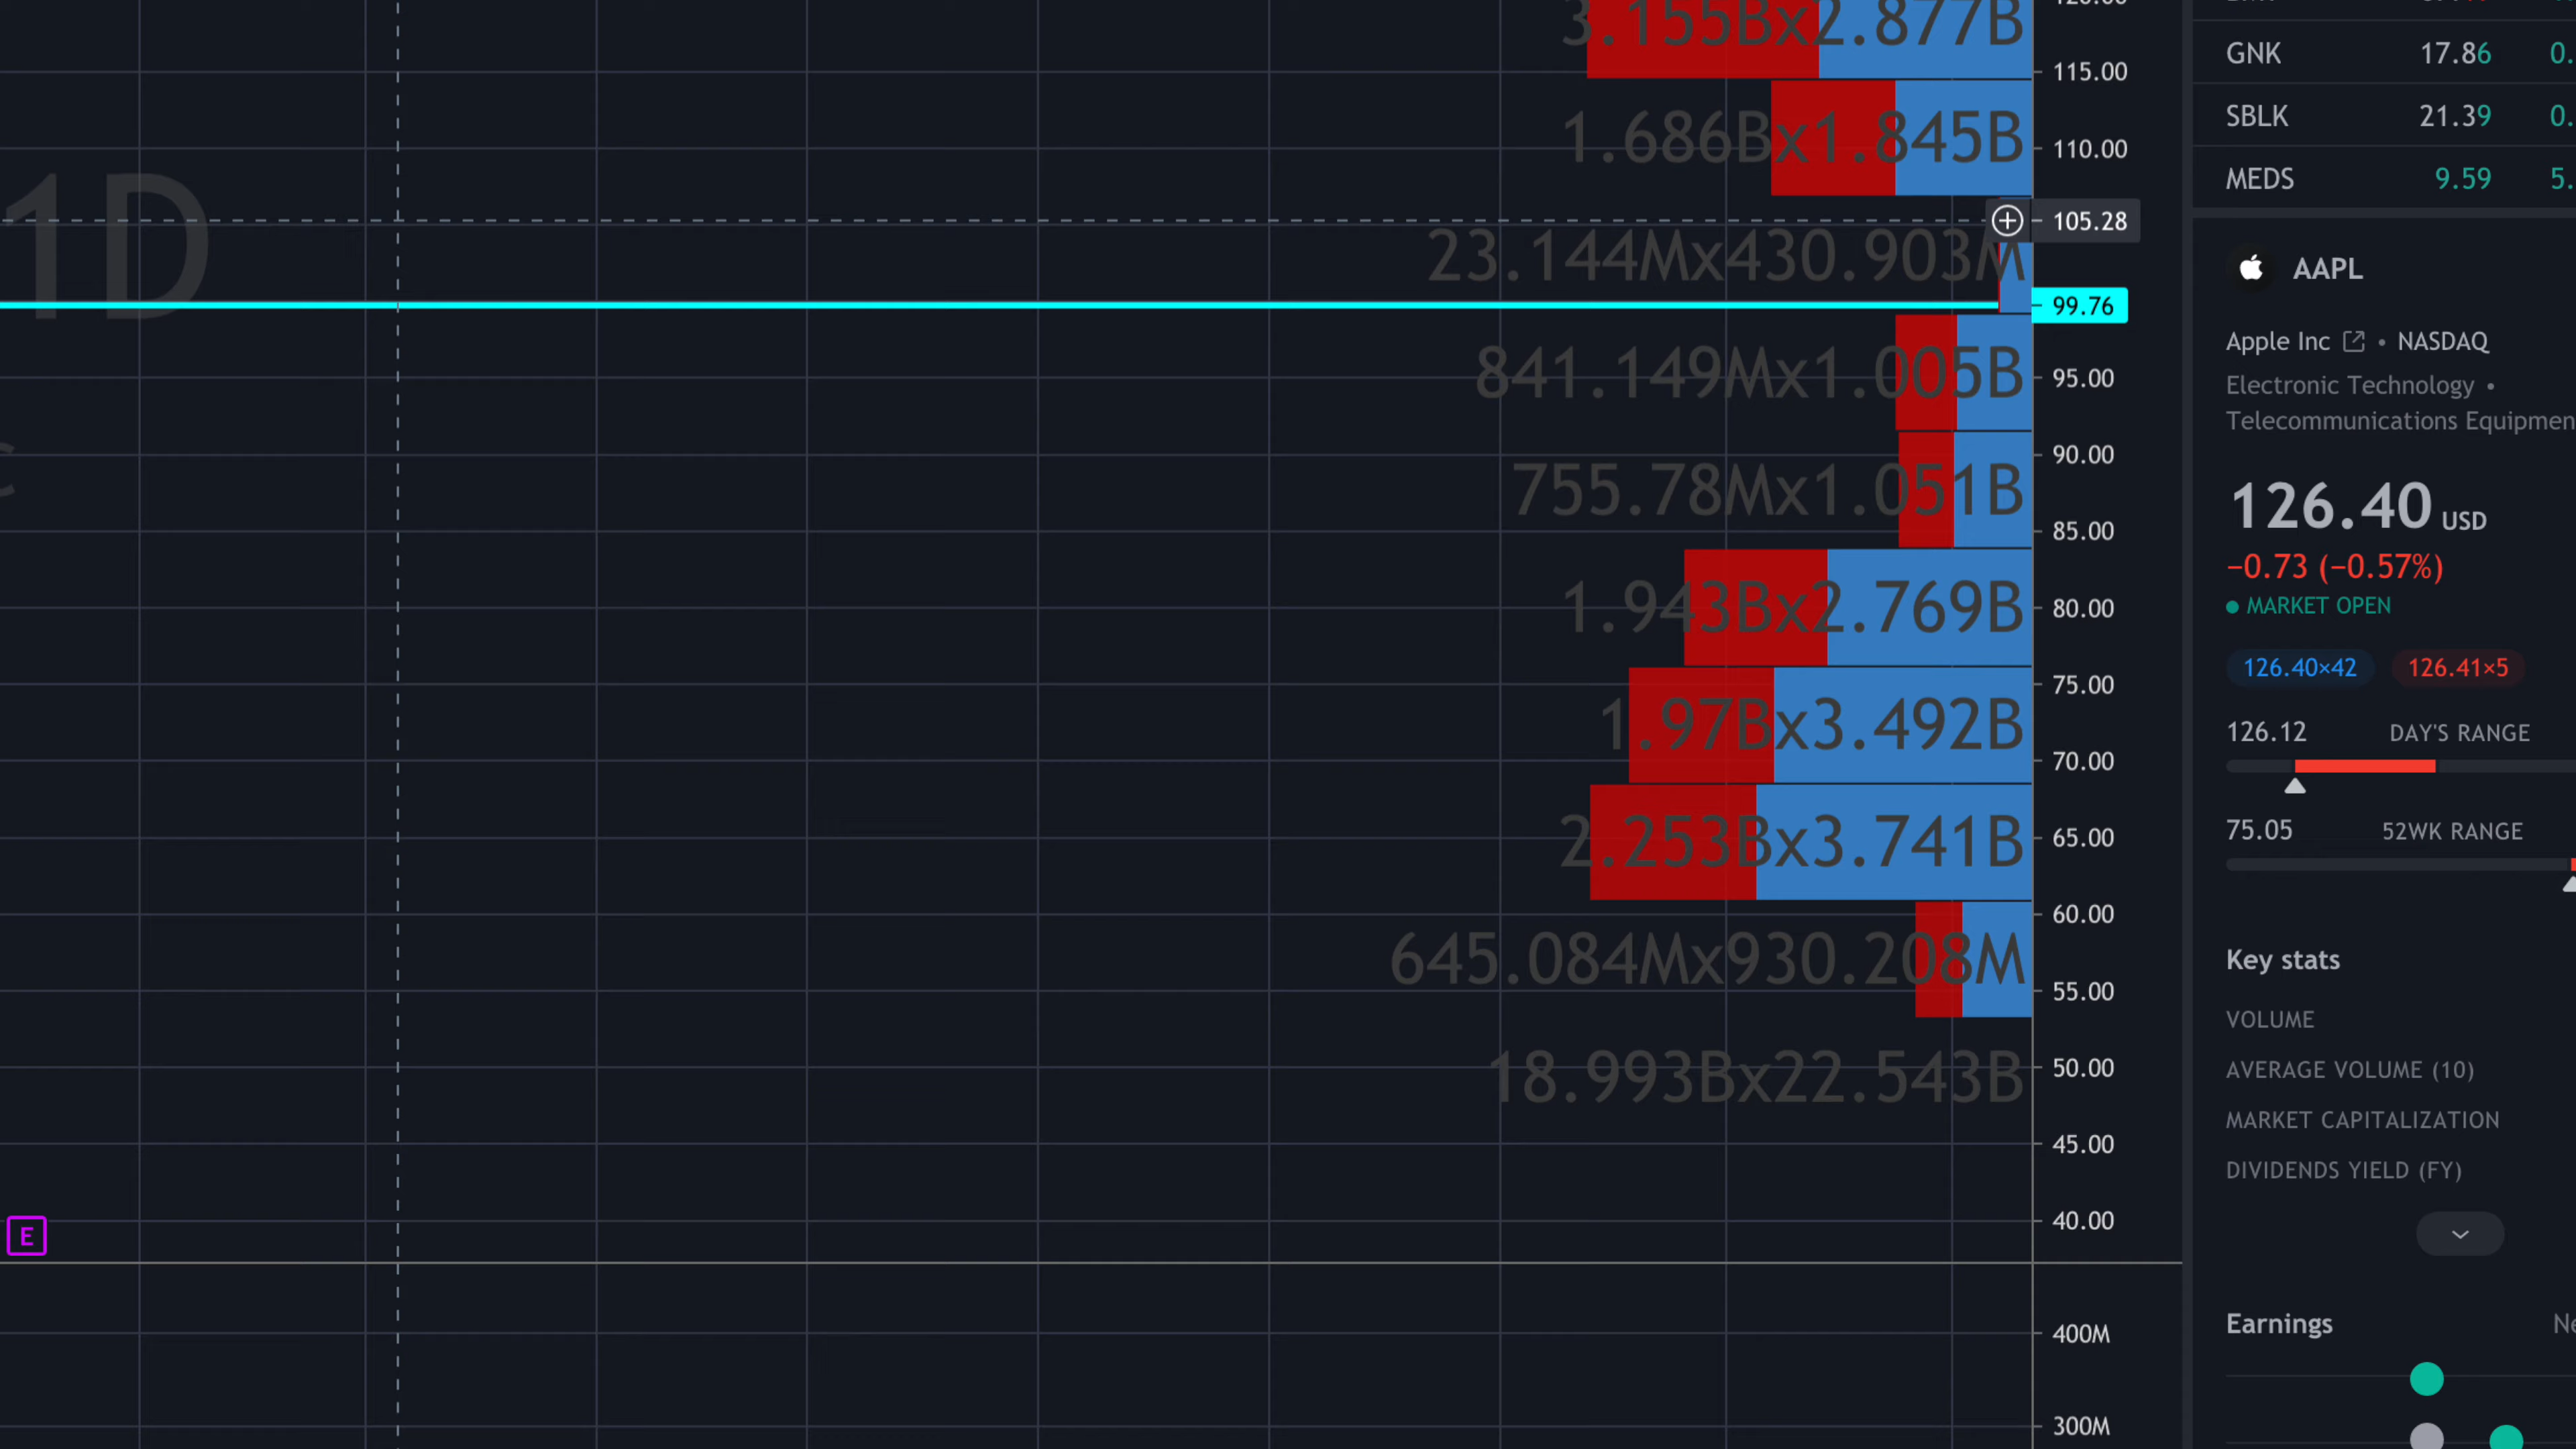 3.155Bx2.877B
115.00
1.686Bx1.845B
110.00
105.28
23.144Mx430.903M
99.76
841.149Mx1.005B
95.00
90.00
755.78Mx1.051B
85.00
1.943Bx2.769B
80.00
75.00
1.97Bx3.492B
70.00
2.253Bx3.741B
65.00
60.00
645.084Mx930.208M
55.00
18.993Bx22.543B
50.00
45.00
40.00
400M
300M
1D
E
GNK 17.86 0.
SBLK 21.39 0.
MEDS 9.59 5.
AAPL
Apple Inc • NASDAQ
Electronic Technology •
Telecommunications Equipmen
126.40 USD
−0.73 (−0.57%)
MARKET OPEN
126.40×42 126.41×5
126.12 DAY'S RANGE
75.05 52WK RANGE
Key stats
VOLUME
AVERAGE VOLUME (10)
MARKET CAPITALIZATION
DIVIDENDS YIELD (FY)
Earnings Ne